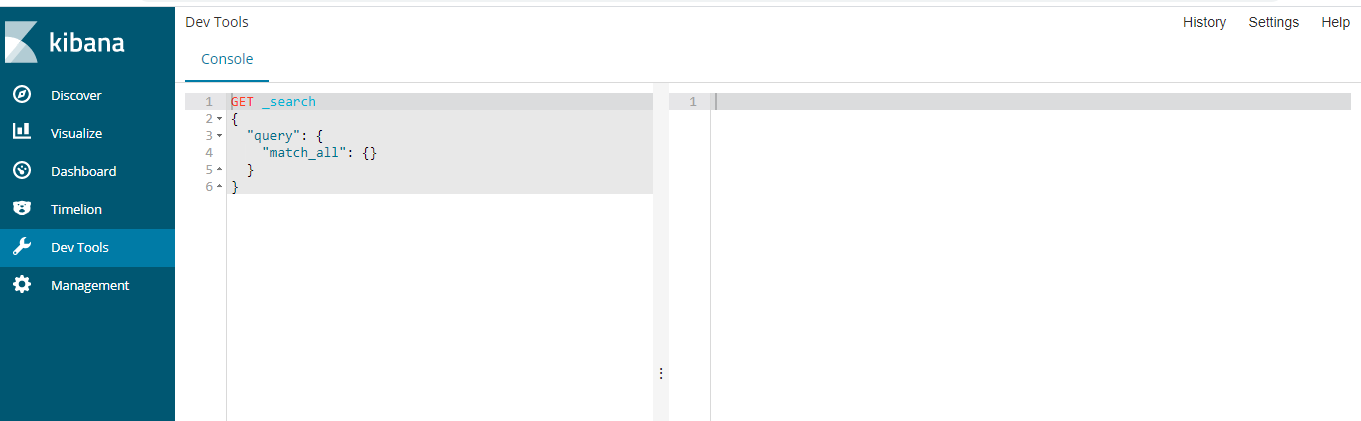 kibana
Discover
Visualize
Dashboard
Timelion
Dev Tools
Management
Dev Tools
History Settings Help
Console
1 GET _search
2 {
3   "query": {
4     "match_all": {}
5   }
6 }
1